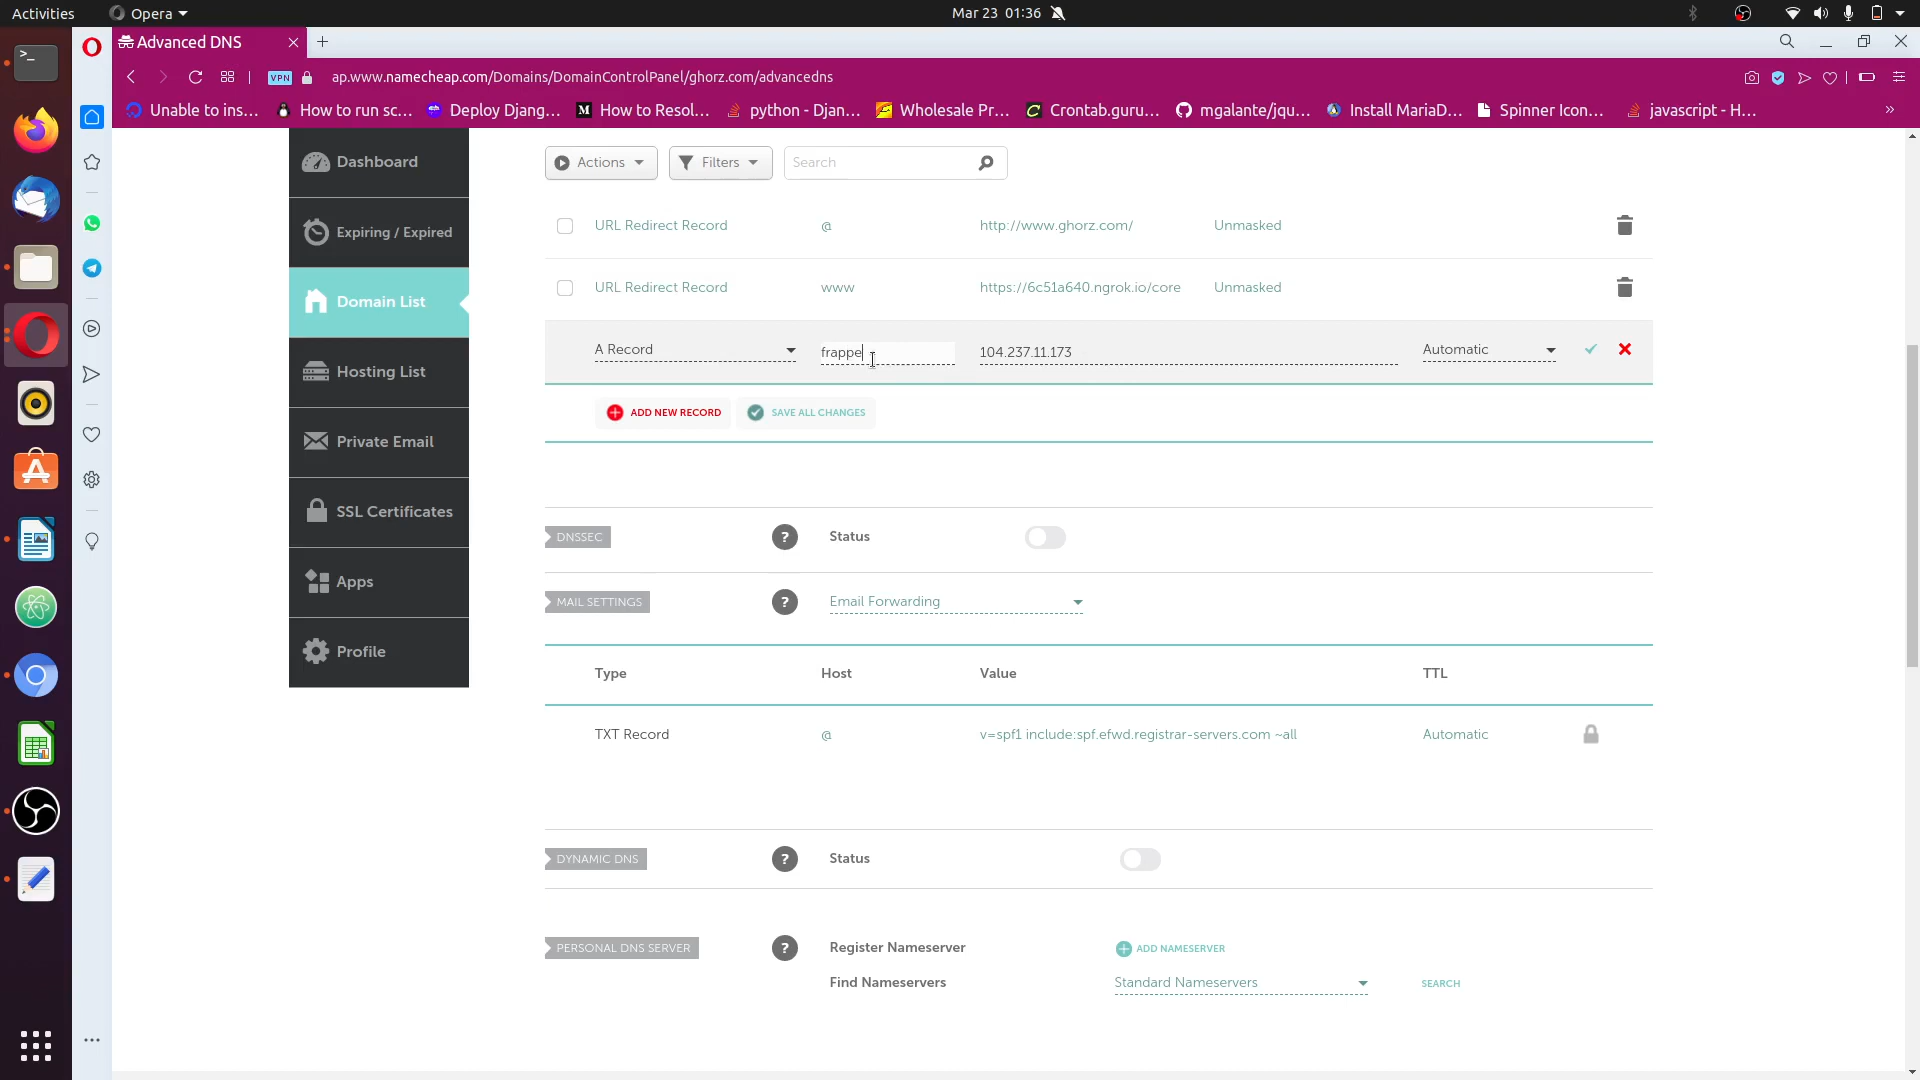 Activities
Opera
Mar 23 01:36
Advanced DNS
VPN
ap.www.namecheap.com/Domains/DomainControlPanel/ghorz.com/advancedns
Unable to ins...
How to run sc...
Deploy Djang...
How to Resol...
python - Djan...
Wholesale Pr...
Crontab.guru...
mgalante/jqu...
Install MariaD...
Spinner Icon...
javascript - H...
»
Dashboard
Expiring / Expired
Domain List
Hosting List
Private Email
SSL Certificates
Apps
Profile
Actions
Filters
Search
URL Redirect Record @ http://www.ghorz.com/ Unmasked
URL Redirect Record www https://6c51a640.ngrok.io/core Unmasked
A Record frappe 104.237.11.173 Automatic
ADD NEW RECORD SAVE ALL CHANGES
DNSSEC ? Status
MAIL SETTINGS ? Email Forwarding
Type Host Value TTL
TXT Record @ v=spf1 include:spf.efwd.registrar-servers.com ~all Automatic
DYNAMIC DNS ? Status
PERSONAL DNS SERVER ? Register Nameserver ADD NAMESERVER
Find Nameservers Standard Nameservers SEARCH